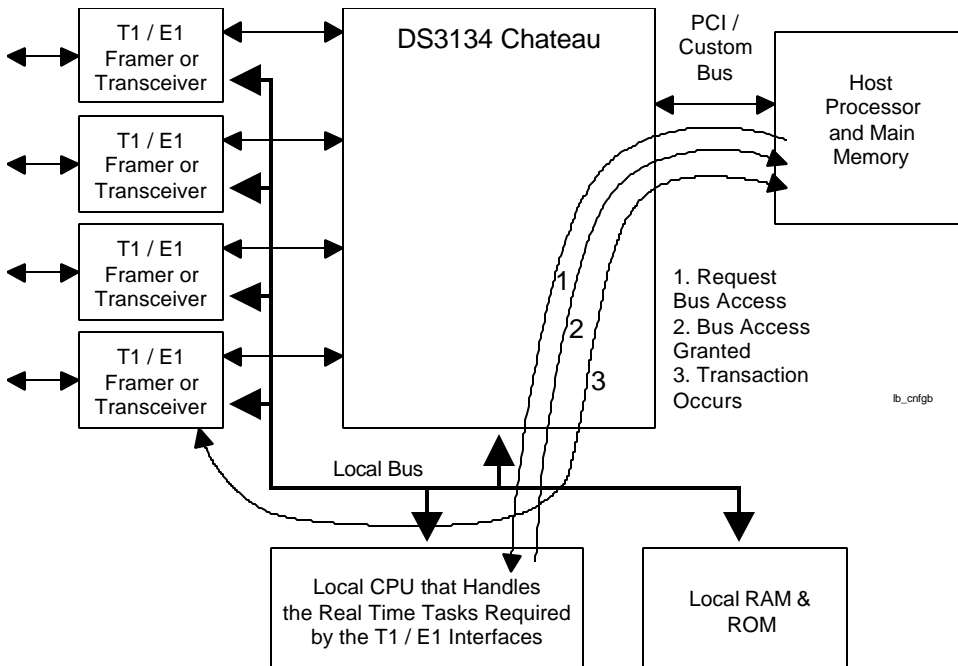 T1 / E1
Framer or
Transceiver
T1 / E1
Framer or
Transceiver
T1 / E1
Framer or
Transceiver
T1 / E1
Framer or
Transceiver
DS3134 Chateau
PCI /
Custom
Bus
Host
Processor
and Main
Memory
1
2
3
1. Request
Bus Access
2. Bus Access
Granted
3. Transaction
Occurs
lb_cnfgb
Local Bus
Local CPU that Handles
the Real Time Tasks Required
by the T1 / E1 Interfaces
Local RAM &
ROM